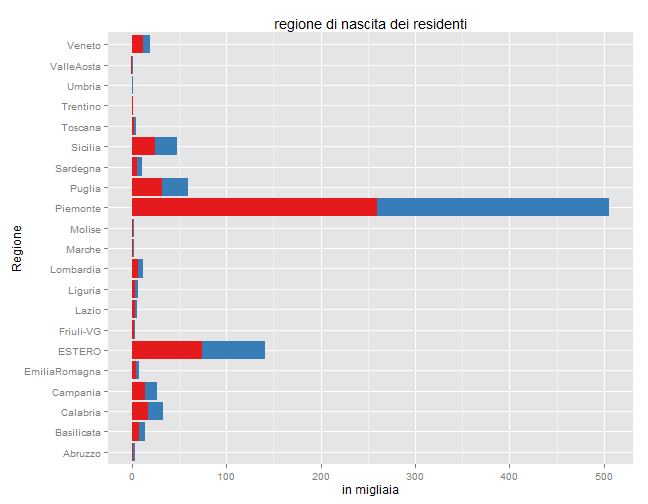 regione di nascita dei residenti
Regione
Veneto
ValleAosta
Umbria
Trentino
Toscana
Sicilia
Sardegna
Puglia
Piemonte
Molise
Marche
Lombardia
Liguria
Lazio
Friuli-VG
ESTERO
EmiliaRomagna
Campania
Calabria
Basilicata
Abruzzo
0 100 200 300 400 500
in migliaia